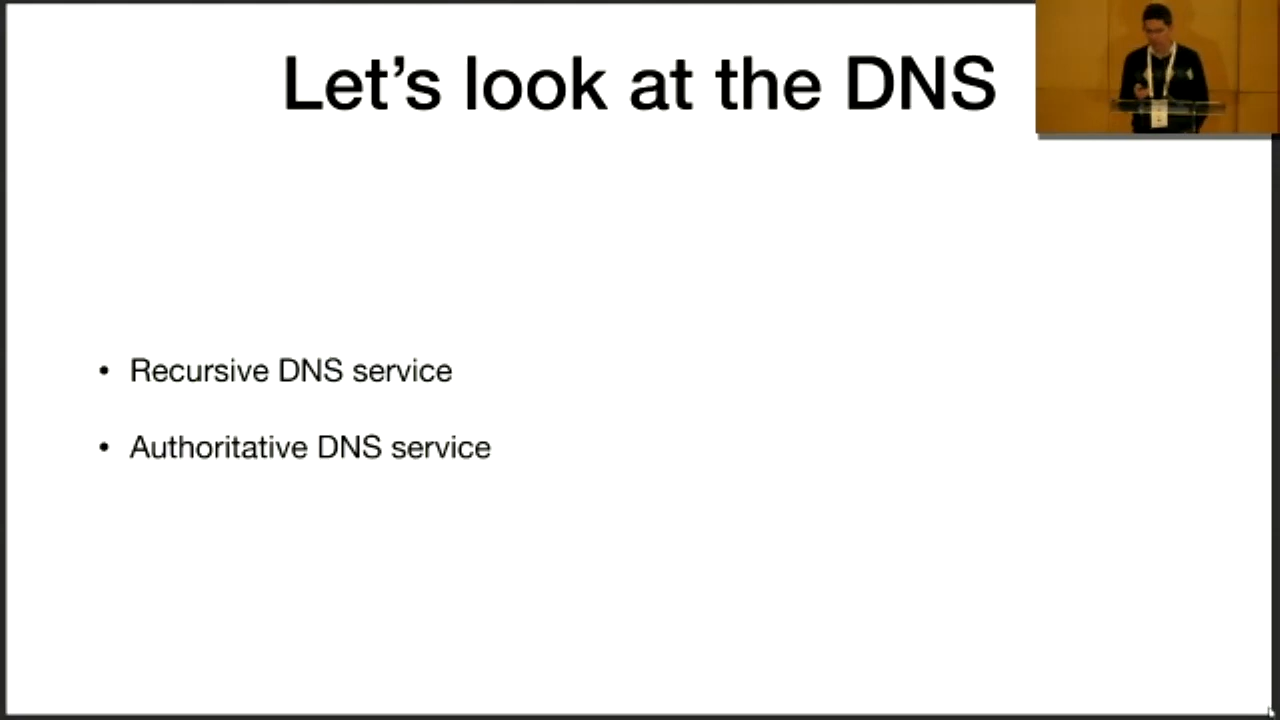 Let’s look at the DNS
• Recursive DNS service
• Authoritative DNS service